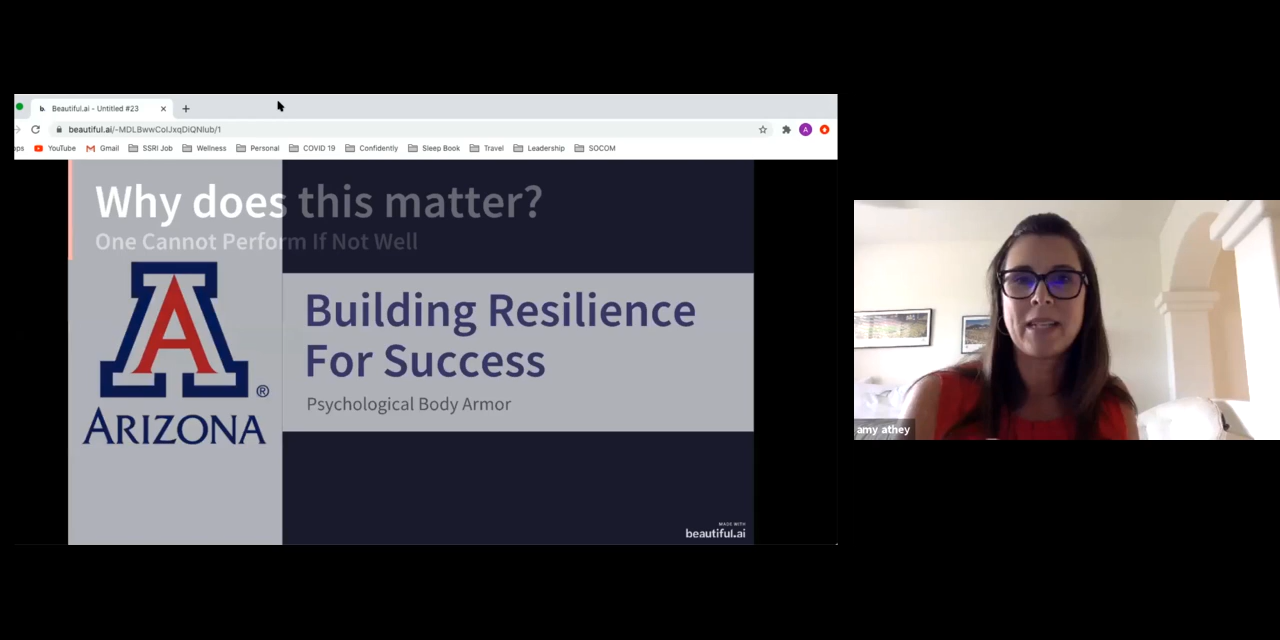 b. Beautiful.ai - Untitled #23
beautiful.ai/-MDLBwwColJxqDiQNlub/1
A
ps YouTube Gmail SSRI Job Wellness Personal COVID 19 Confidently Sleep Book Travel Leadership SOCOM
Why does this matter?
One Cannot Perform If Not Well
A
®
ARIZONA
Building Resilience
For Success
Psychological Body Armor
MADE WITH
beautiful.ai
amy athey